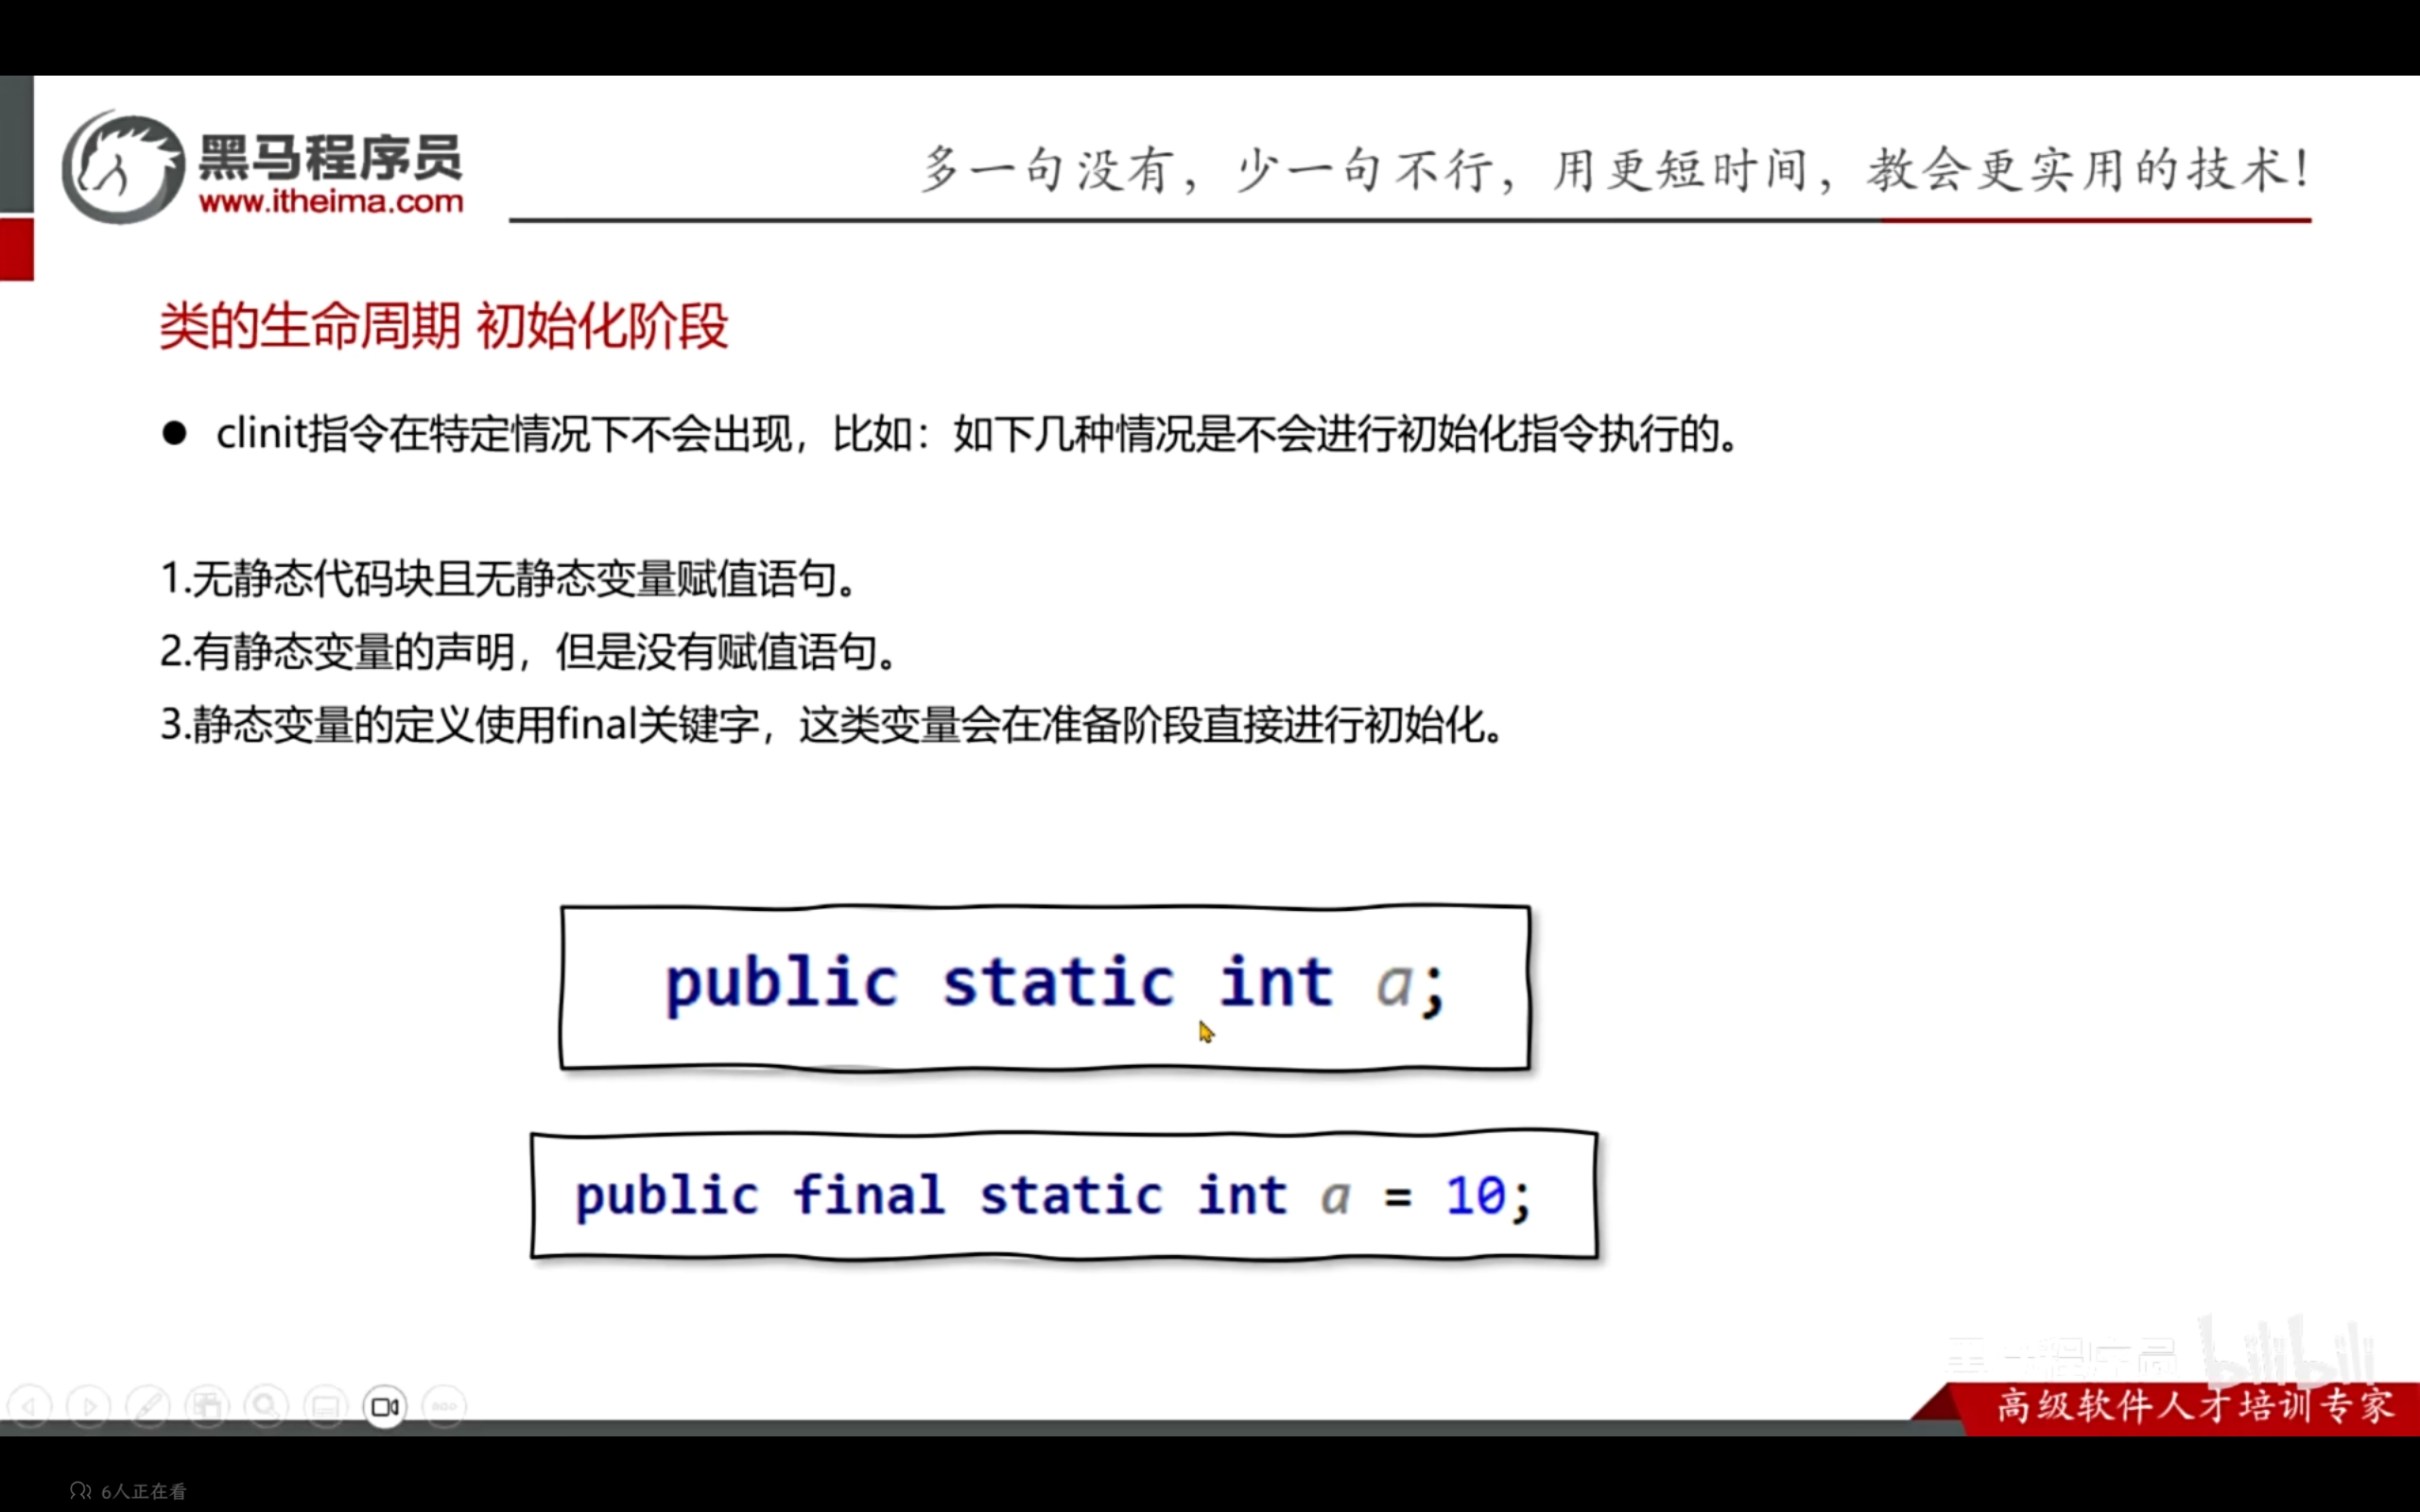 黑马程序员
www.itheima.com
多一句没有，少一句不行，用更短时间，教会更实用的技术！
类的生命周期 初始化阶段
● clinit指令在特定情况下不会出现，比如：如下几种情况是不会进行初始化指令执行的。
1.无静态代码块且无静态变量赋值语句。
2.有静态变量的声明，但是没有赋值语句。
3.静态变量的定义使用final关键字，这类变量会在准备阶段直接进行初始化。
public static int a;
public final static int a = 10;
黑马程序员 bilibili
高级软件人才培训专家
6人正在看